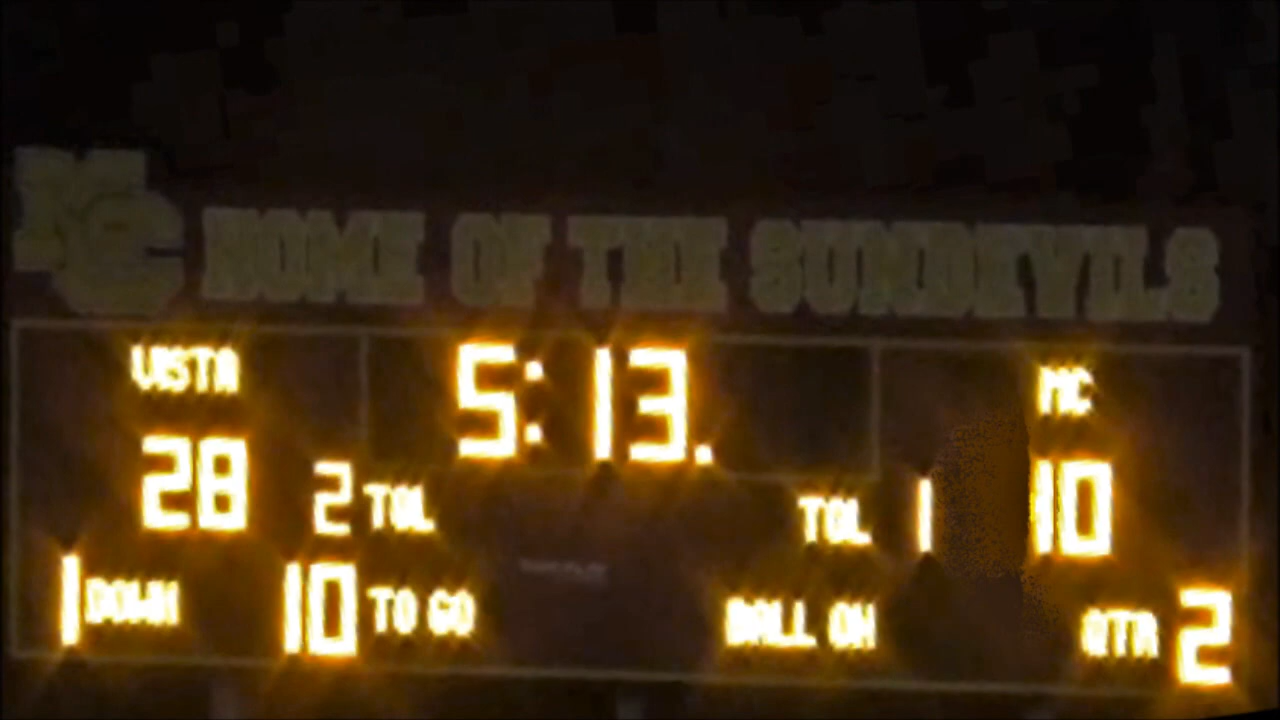 MC HOME OF THE SUNDEVILS
VISTA 5:13. MC
28 2 TOL TOL 1 10
1 DOWN 10 TO GO BALL ON QTR 2